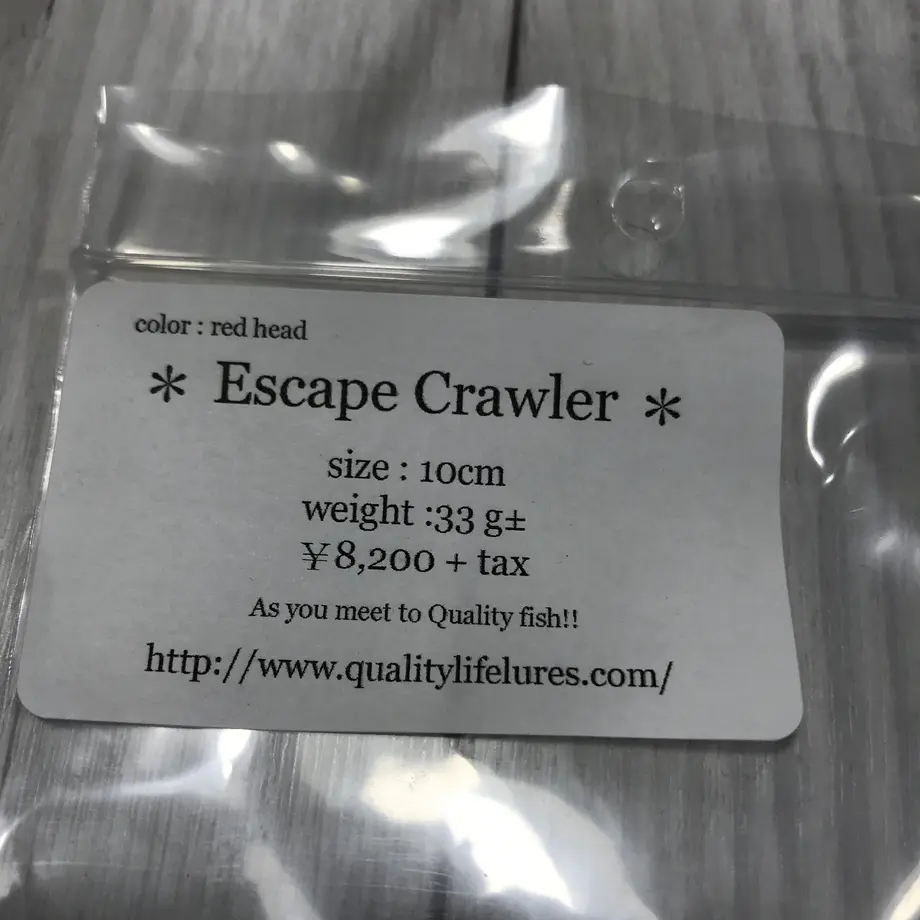 color : red head
* Escape Crawler *
size : 10cm
weight :33 g±
¥8,200 + tax
As you meet to Quality fish!!
http://www.qualitylifelures.com/